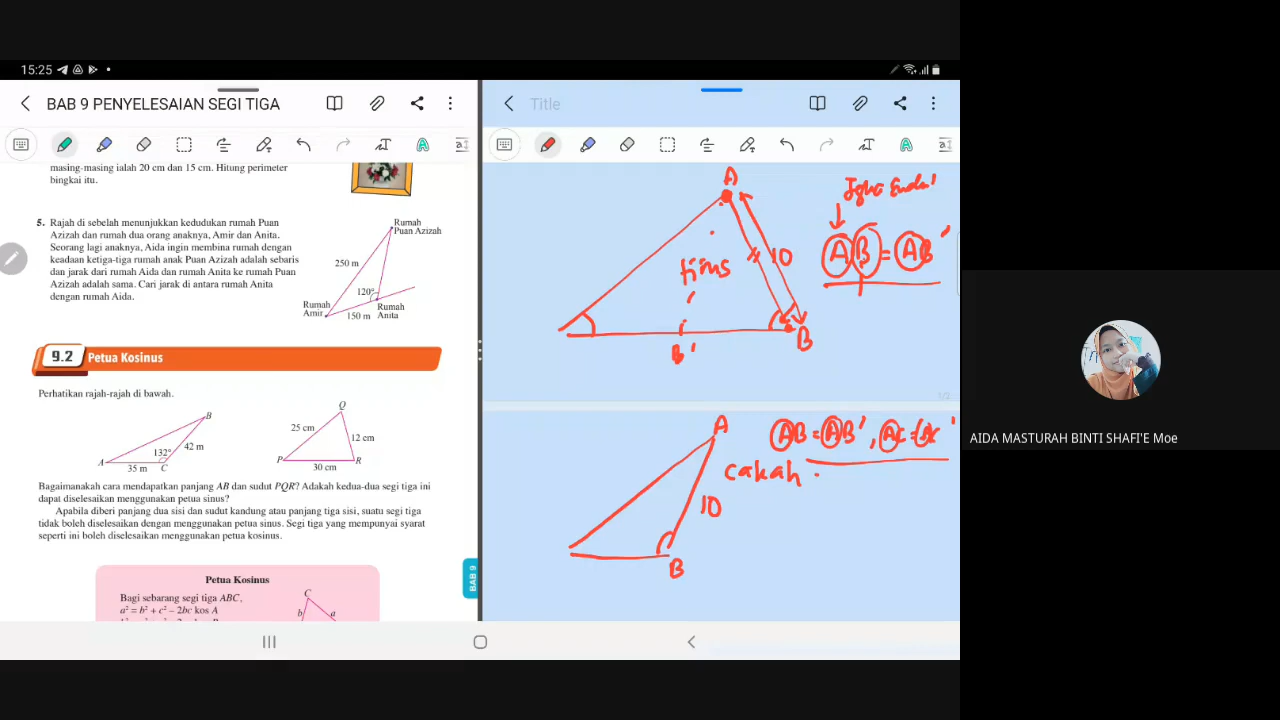 15:25
BAB 9 PENYELESAIAN SEGI TIGA
masing-masing ialah 20 cm dan 15 cm. Hitung perimeter
bingkai itu.
5. Rajah di sebelah menunjukkan kedudukan rumah Puan
Azizah dan rumah dua orang anaknya, Amir dan Anita.
Seorang lagi anaknya, Aida ingin membina rumah dengan
keadaan ketiga-tiga rumah anak Puan Azizah adalah sebaris
dan jarak dari rumah Aida dan rumah Anita ke rumah Puan
Azizah adalah sama. Cari jarak di antara rumah Anita
dengan rumah Aida.
Rumah
Puan Azizah
250 m
120°
Rumah
Amir
150 m
Rumah
Anita
9.2 Petua Kosinus
Perhatikan rajah-rajah di bawah.
B
132°
42 m
A
35 m
C
Q
25 cm
12 cm
P
R
30 cm
Bagaimanakah cara mendapatkan panjang AB dan sudut PQR? Adakah kedua-dua segi tiga ini
dapat diselesaikan menggunakan petua sinus?
Apabila diberi panjang dua sisi dan sudut kandung atau panjang tiga sisi, suatu segi tiga
tidak boleh diselesaikan dengan menggunakan petua sinus. Segi tiga yang mempunyai syarat
seperti ini boleh diselesaikan menggunakan petua kosinus.
Petua Kosinus
Bagi sebarang segi tiga ABC,
a² = b² + c² – 2bc kos A
C
b
a
BAB 9
Title
A
10
tirus
B
B'
AB = AB'
1/2
A
AB = AB', AC = AC'
cakah
10
B
AIDA MASTURAH BINTI SHAFI'E Moe